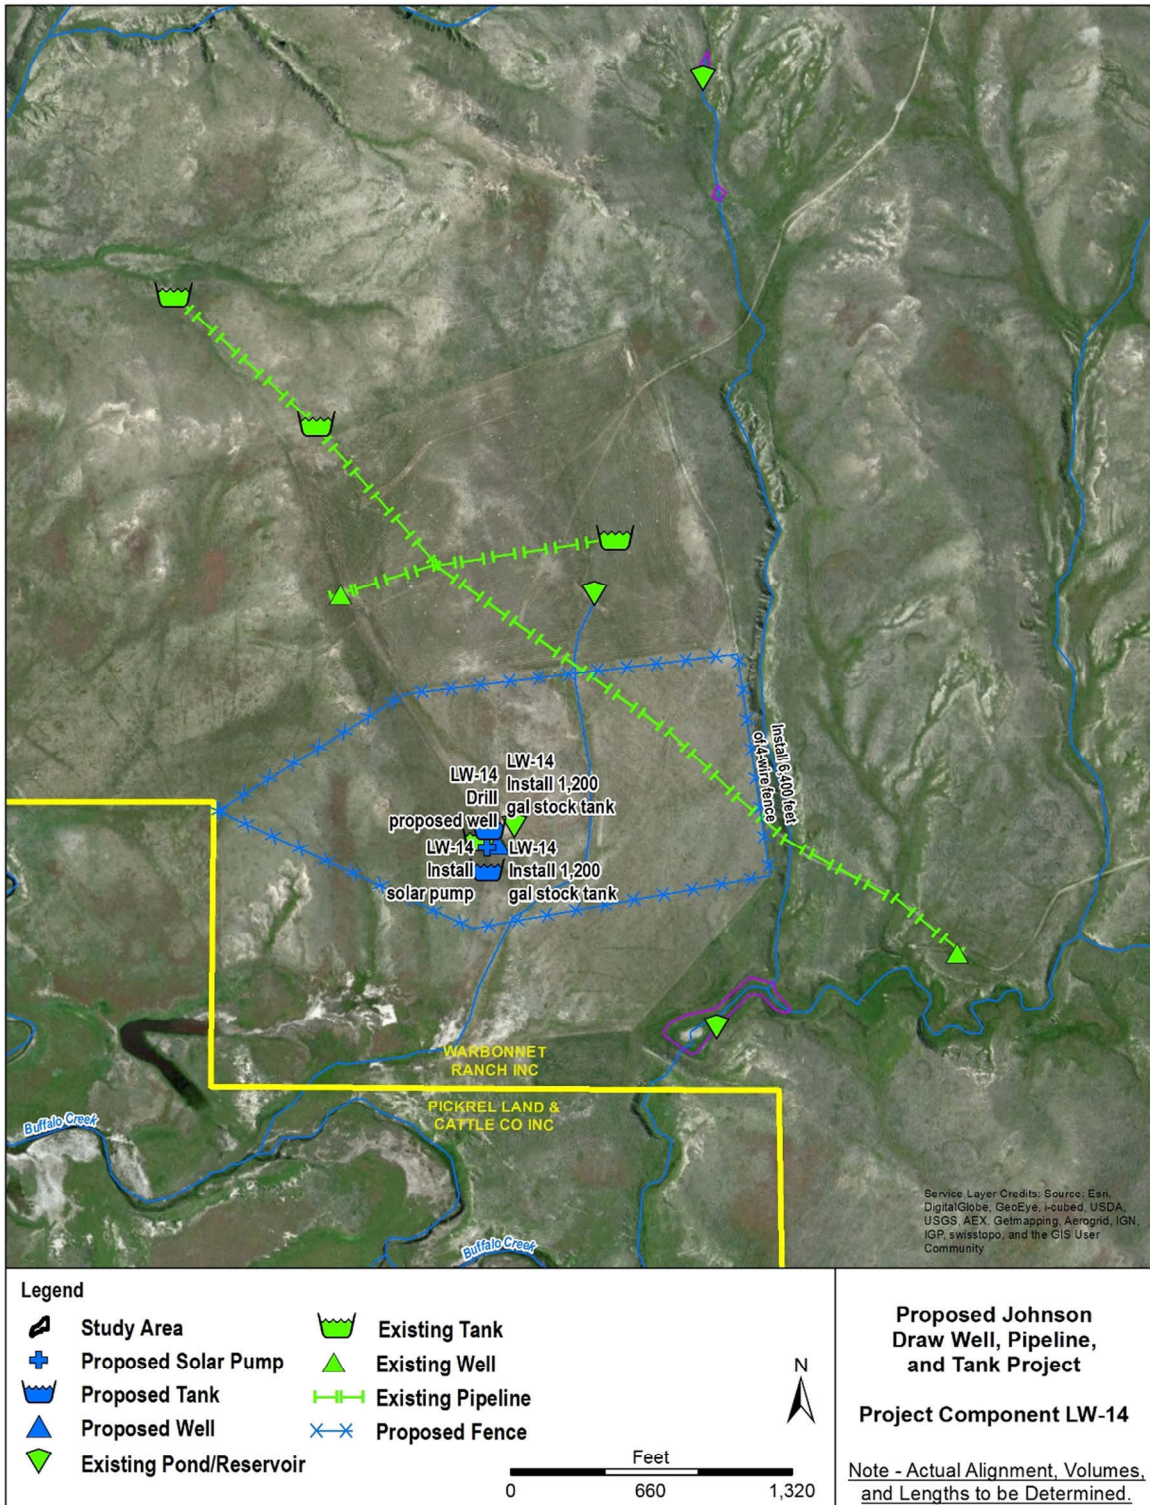 Install 6,400 feet
of 4-wire fence
LW-14
Drill
proposed well
LW-14
Install 1,200
gal stock tank
LW-14
Install
solar pump
LW-14
Install 1,200
gal stock tank
WARBONNET
RANCH INC
PICKREL LAND &
CATTLE CO INC
Buffalo Creek
Buffalo Creek
Service Layer Credits: Source: Esri,
DigitalGlobe, GeoEye, i-cubed, USDA,
USGS, AEX, Getmapping, Aerogrid, IGN,
IGP, swisstopo, and the GIS User
Community
Legend
Study Area
Proposed Solar Pump
Proposed Tank
Proposed Well
Existing Pond/Reservoir
Existing Tank
Existing Well
Existing Pipeline
Proposed Fence
N
Feet
0 660 1,320
Proposed Johnson
Draw Well, Pipeline,
and Tank Project
Project Component LW-14
Note - Actual Alignment, Volumes,
and Lengths to be Determined.